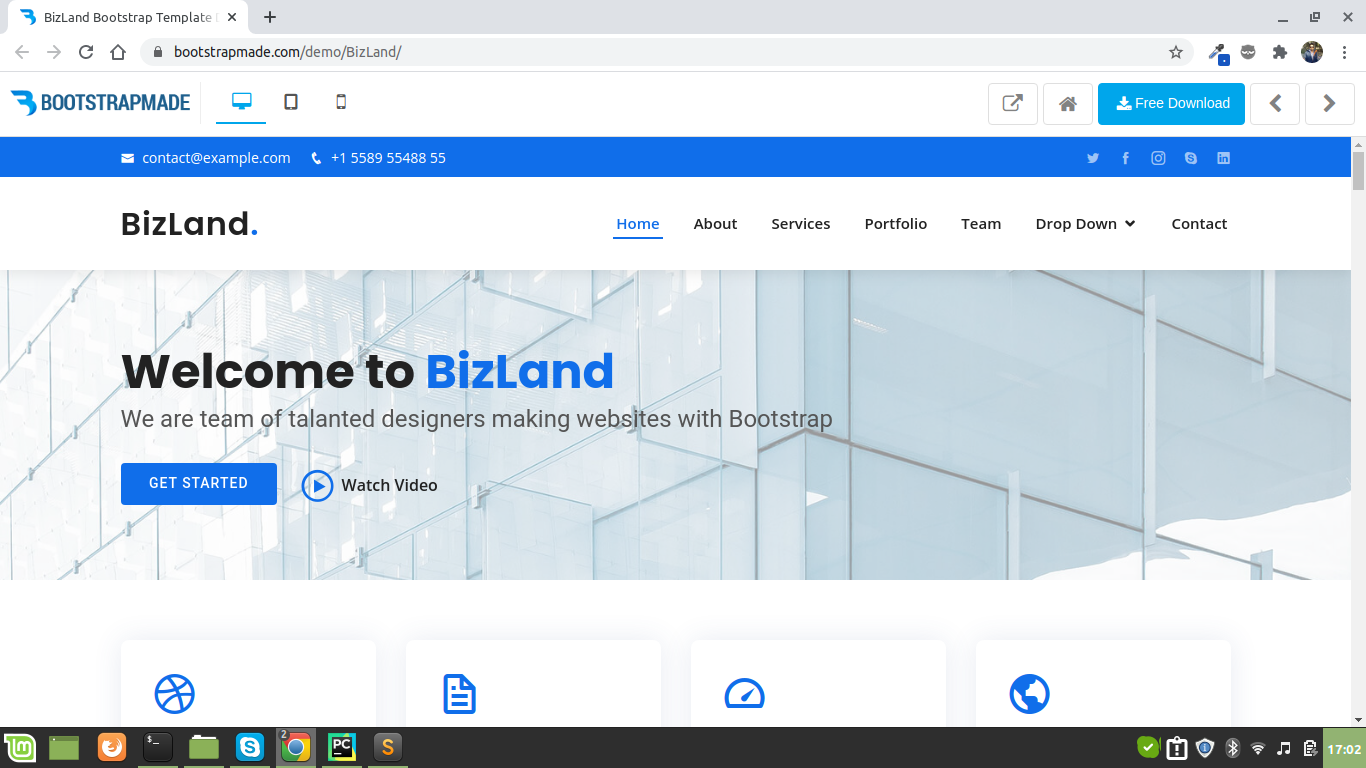 BizLand Bootstrap Template
bootstrapmade.com/demo/BizLand/
BOOTSTRAPMADE
Free Download
contact@example.com +1 5589 55488 55
BizLand.
Home About Services Portfolio Team Drop Down Contact
Welcome to BizLand
We are team of talanted designers making websites with Bootstrap
GET STARTED Watch Video
$_ 2 PC S
17:02